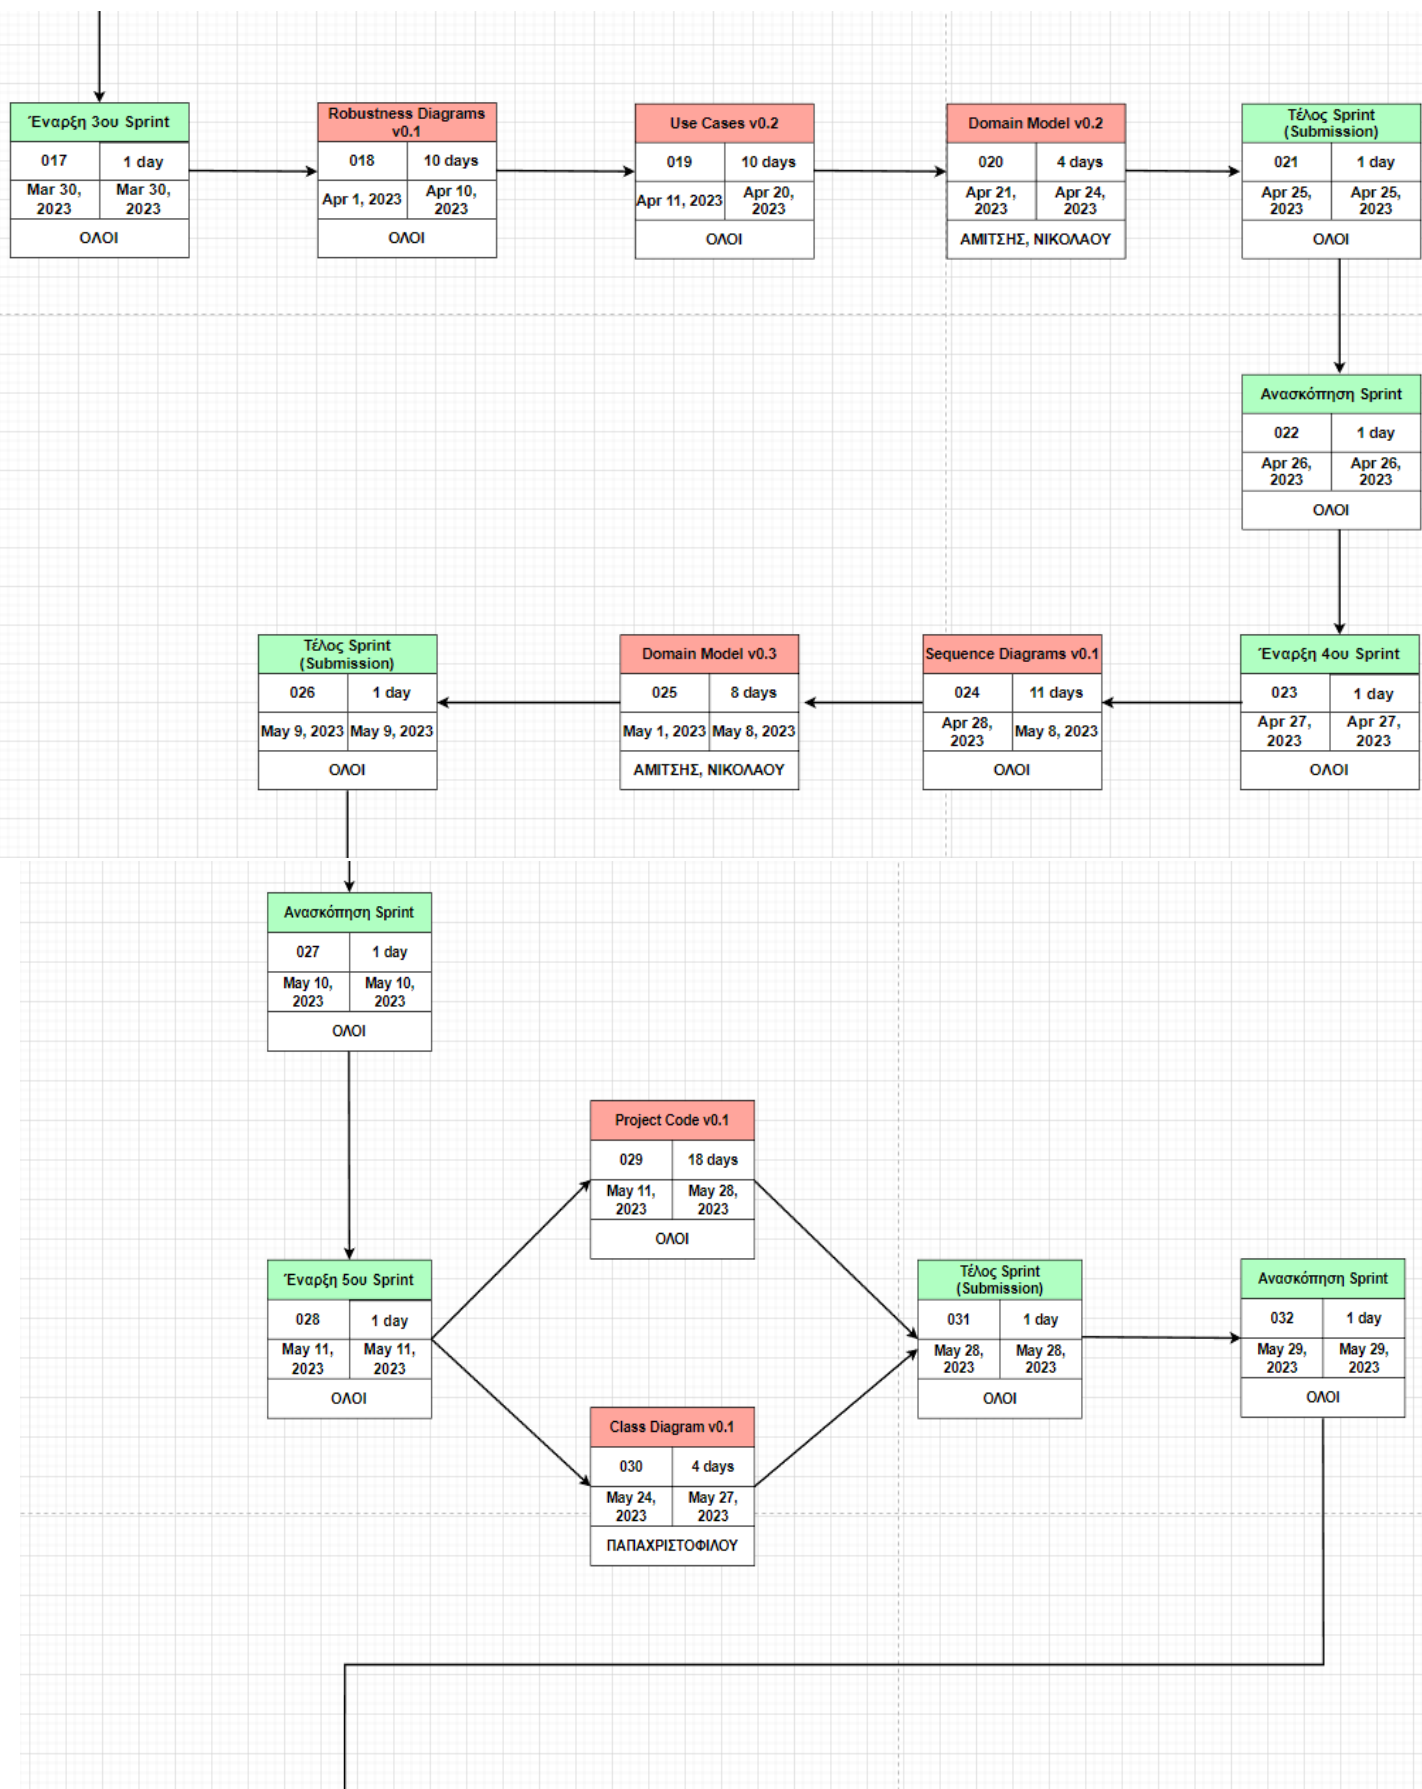 Έναρξη 3ου Sprint
017
1 day
Mar 30,
2023
Mar 30,
2023
ΟΛΟΙ
Robustness Diagrams
v0.1
018
10 days
Apr 1, 2023
Apr 10,
2023
ΟΛΟΙ
Use Cases v0.2
019
10 days
Apr 11, 2023
Apr 20,
2023
ΟΛΟΙ
Domain Model v0.2
020
4 days
Apr 21,
2023
Apr 24,
2023
ΑΜΙΤΣΗΣ, ΝΙΚΟΛΑΟΥ
Τέλος Sprint
(Submission)
021
1 day
Apr 25,
2023
Apr 25,
2023
ΟΛΟΙ
Ανασκόπηση Sprint
022
1 day
Apr 26,
2023
Apr 26,
2023
ΟΛΟΙ
Έναρξη 4ου Sprint
023
1 day
Apr 27,
2023
Apr 27,
2023
ΟΛΟΙ
Sequence Diagrams v0.1
024
11 days
Apr 28,
2023
May 8, 2023
ΟΛΟΙ
Domain Model v0.3
025
8 days
May 1, 2023
May 8, 2023
ΑΜΙΤΣΗΣ, ΝΙΚΟΛΑΟΥ
Τέλος Sprint
(Submission)
026
1 day
May 9, 2023
May 9, 2023
ΟΛΟΙ
Ανασκόπηση Sprint
027
1 day
May 10,
2023
May 10,
2023
ΟΛΟΙ
Έναρξη 5ου Sprint
028
1 day
May 11,
2023
May 11,
2023
ΟΛΟΙ
Project Code v0.1
029
18 days
May 11,
2023
May 28,
2023
ΟΛΟΙ
Class Diagram v0.1
030
4 days
May 24,
2023
May 27,
2023
ΠΑΠΑΧΡΙΣΤΟΦΙΛΟΥ
Τέλος Sprint
(Submission)
031
1 day
May 28,
2023
May 28,
2023
ΟΛΟΙ
Ανασκόπηση Sprint
032
1 day
May 29,
2023
May 29,
2023
ΟΛΟΙ